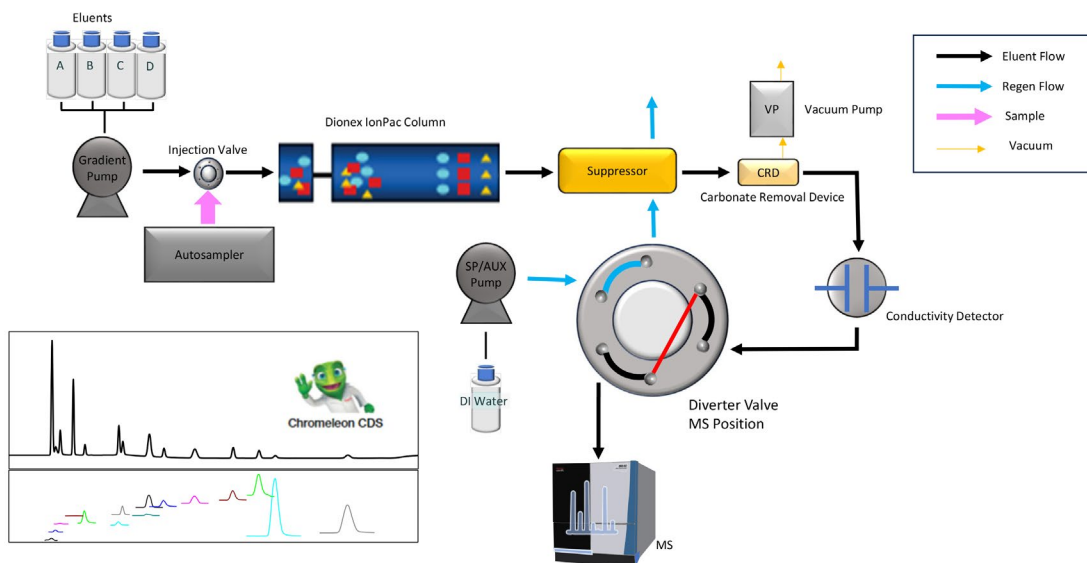 Eluents
A
B
C
D
Gradient
Pump
Injection Valve
Autosampler
Dionex IonPac Column
Suppressor
VP
Vacuum Pump
CRD
Carbonate Removal Device
Eluent Flow
Regen Flow
Sample
Vacuum
SP/AUX
Pump
DI Water
Conductivity Detector
Diverter Valve
MS Position
MS
Chromeleon CDS